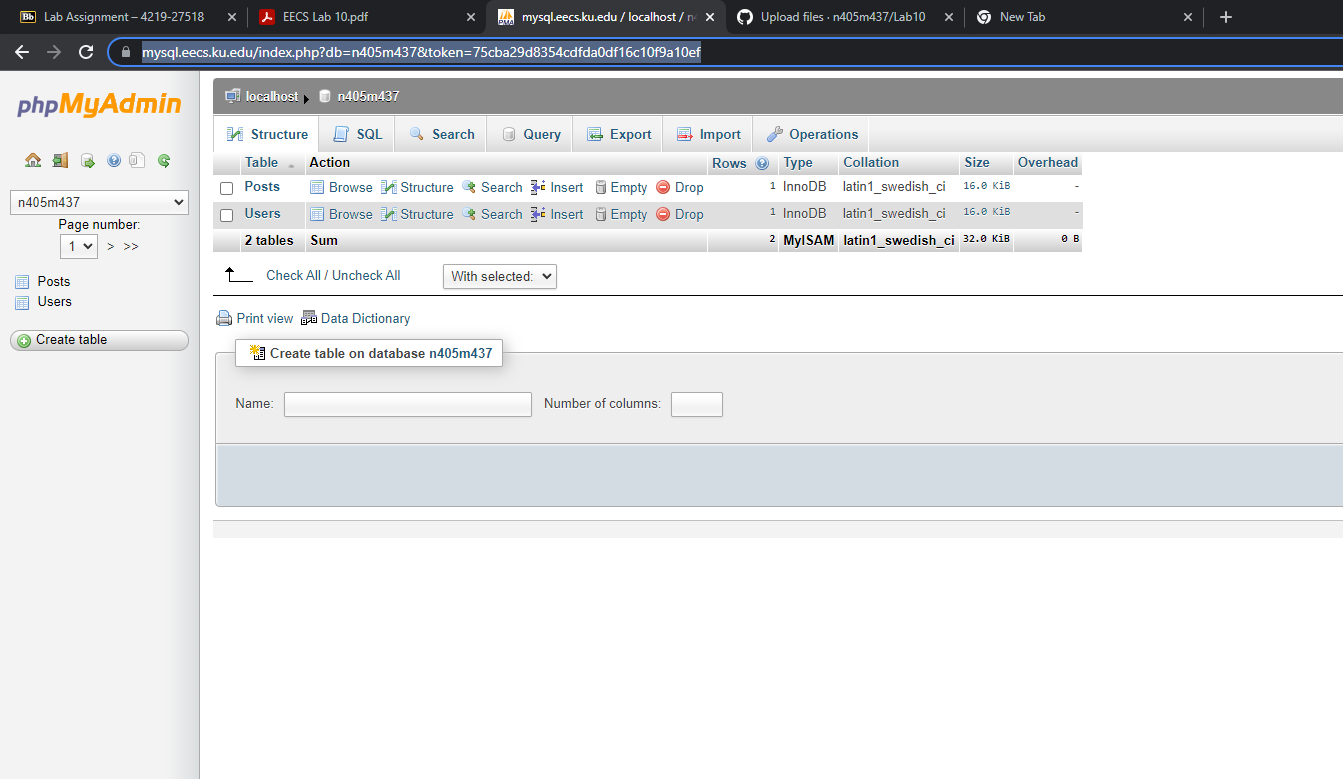 Bb Lab Assignment – 4219-27518
EECS Lab 10.pdf
mysql.eecs.ku.edu / localhost / n4
Upload files · n405m437/Lab10
New Tab
mysql.eecs.ku.edu/index.php?db=n405m437&token=75cba29d8354cdfda0df16c10f9a10ef
phpMyAdmin
n405m437
Page number:
1 > >>
Posts
Users
Create table
localhost n405m437
Structure SQL Search Query Export Import Operations
Table Action Rows Type Collation Size Overhead
Posts Browse Structure Search Insert Empty Drop 1 InnoDB latin1_swedish_ci 16.0 KiB -
Users Browse Structure Search Insert Empty Drop 1 InnoDB latin1_swedish_ci 16.0 KiB -
2 tables Sum 2 MyISAM latin1_swedish_ci 32.0 KiB 0 B
Check All / Uncheck All With selected:
Print view Data Dictionary
Create table on database n405m437
Name: Number of columns: